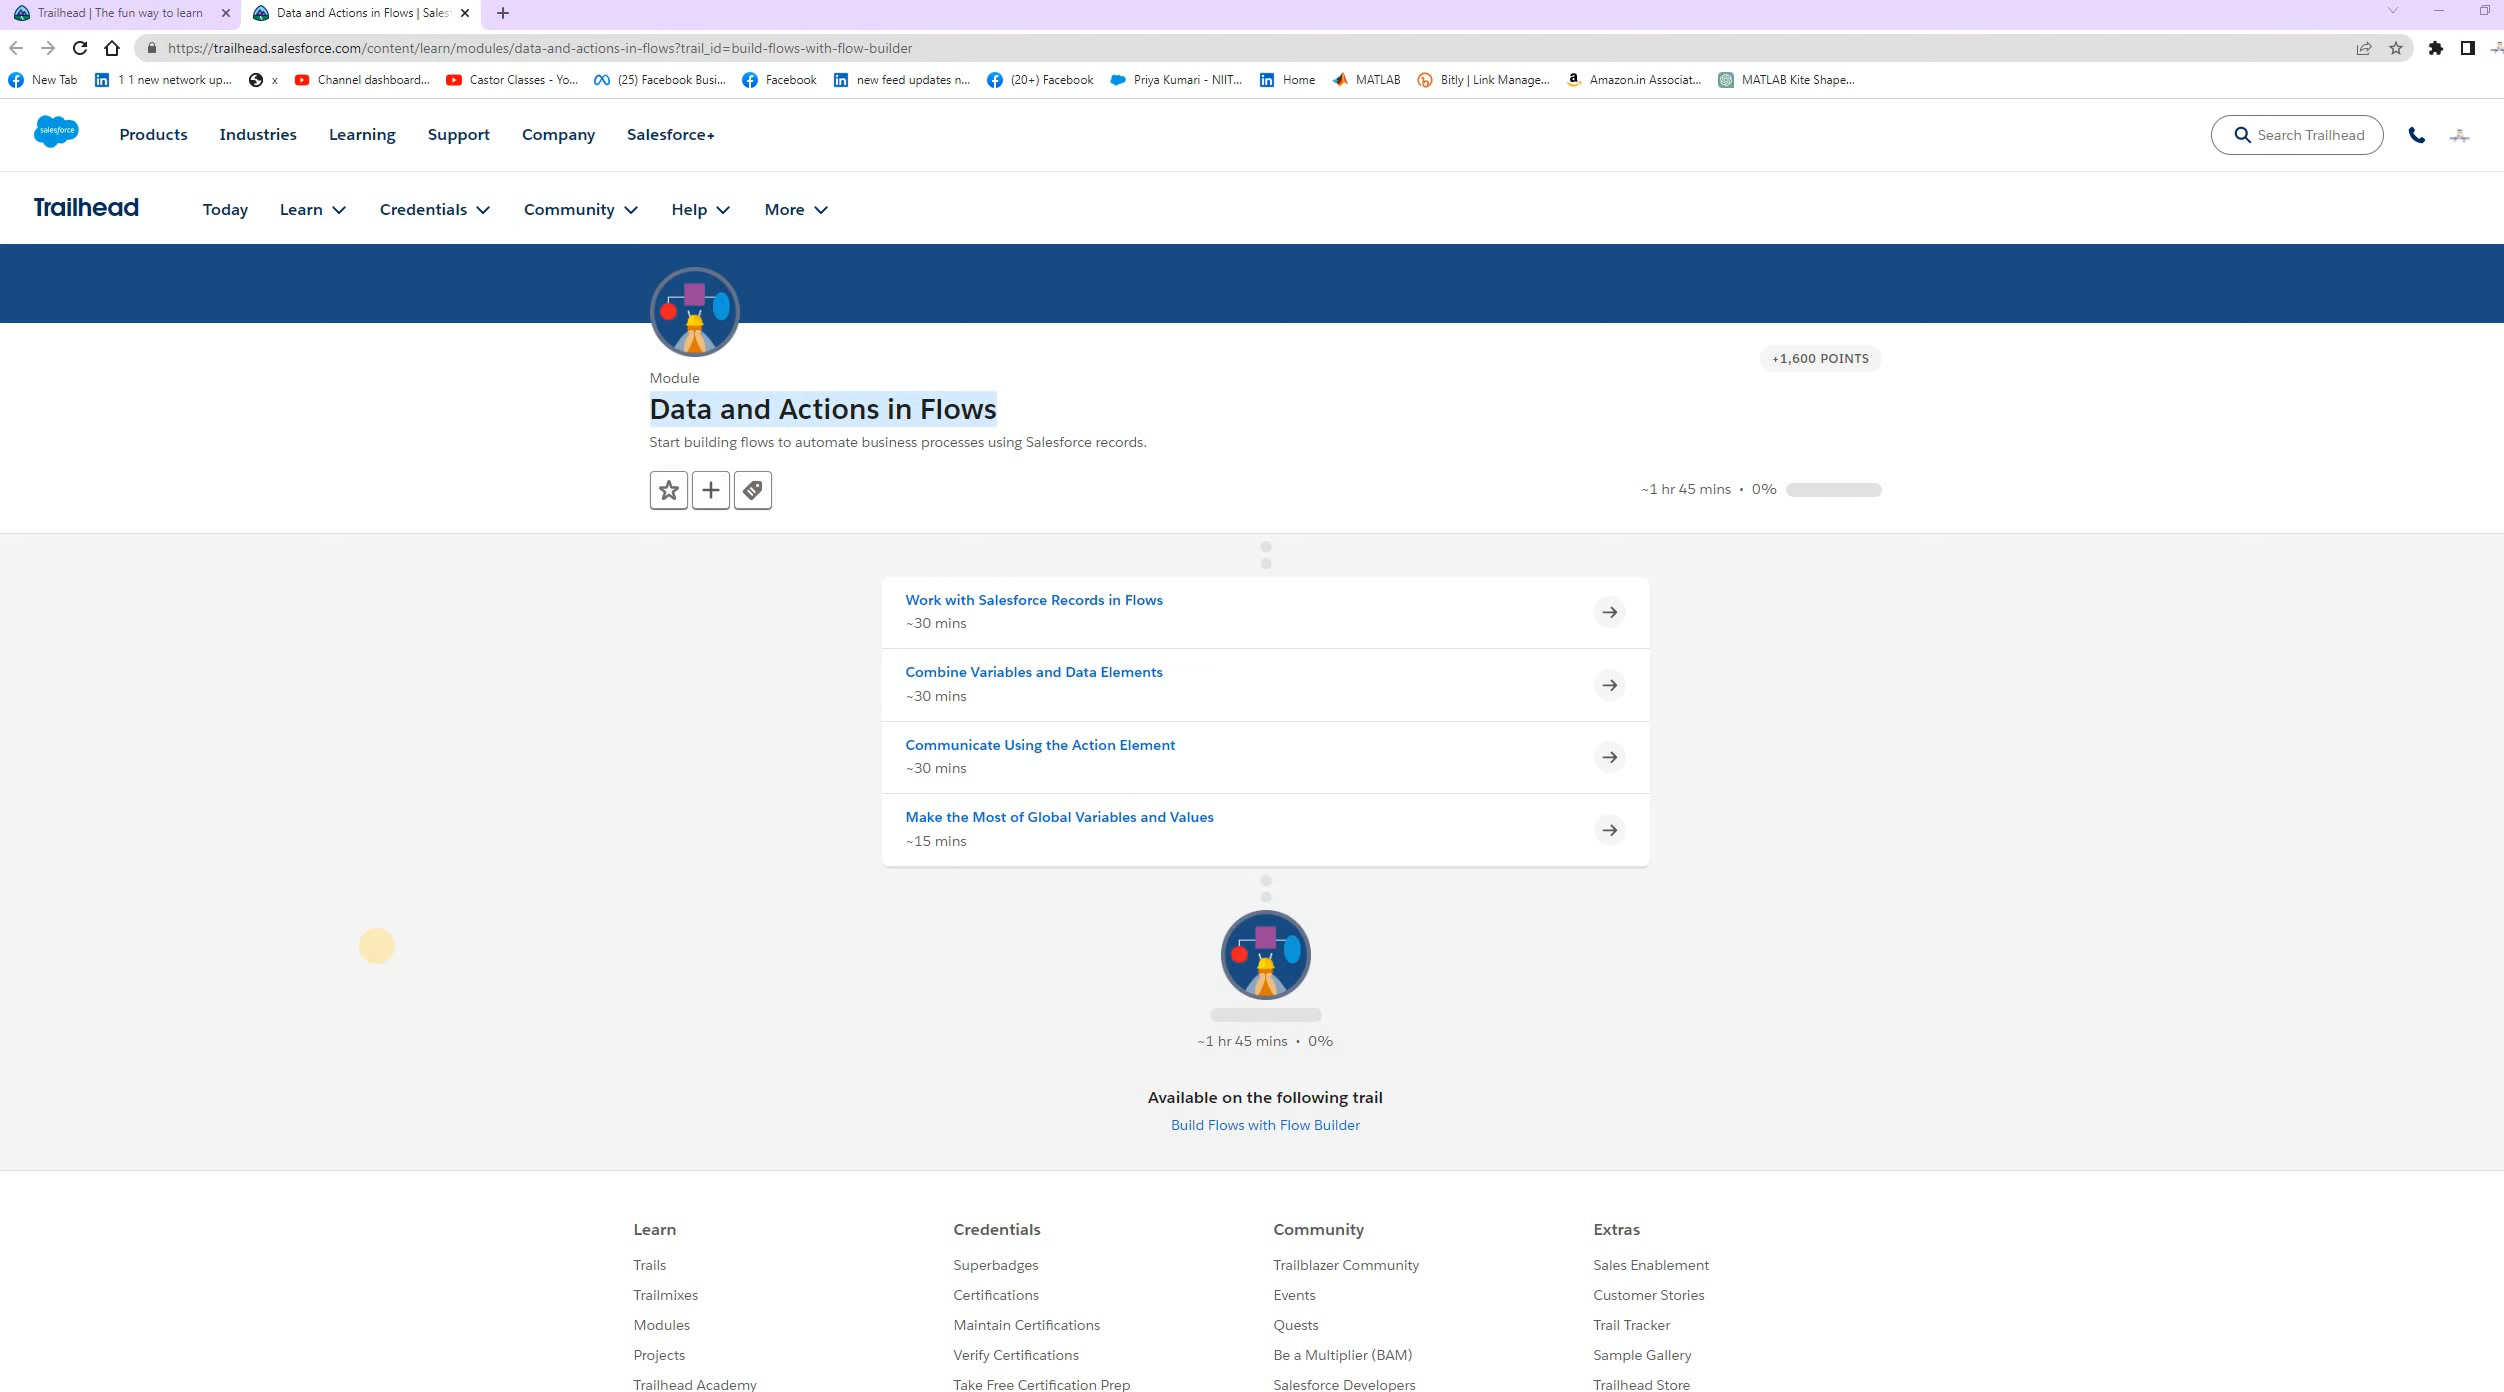 Trailhead | The fun way to learn
Data and Actions in Flows | Sales
https://trailhead.salesforce.com/content/learn/modules/data-and-actions-in-flows?trail_id=build-flows-with-flow-builder
New Tab 1 1 new network up... x Channel dashboard... Castor Classes - Yo... (25) Facebook Busi... Facebook new feed updates n... (20+) Facebook Priya Kumari - NIIT... Home MATLAB Bitly | Link Manage... Amazon.in Associat... MATLAB Kite Shape...
salesforce Products Industries Learning Support Company Salesforce+ Search Trailhead
Trailhead Today Learn Credentials Community Help More
+1,600 POINTS
Module
Data and Actions in Flows
Start building flows to automate business processes using Salesforce records.
~1 hr 45 mins • 0%
Work with Salesforce Records in Flows
~30 mins
Combine Variables and Data Elements
~30 mins
Communicate Using the Action Element
~30 mins
Make the Most of Global Variables and Values
~15 mins
~1 hr 45 mins • 0%
Available on the following trail
Build Flows with Flow Builder
Learn Credentials Community Extras
Trails Superbadges Trailblazer Community Sales Enablement
Trailmixes Certifications Events Customer Stories
Modules Maintain Certifications Quests Trail Tracker
Projects Verify Certifications Be a Multiplier (BAM) Sample Gallery
Trailhead Academy Take Free Certification Prep Salesforce Developers Trailhead Store